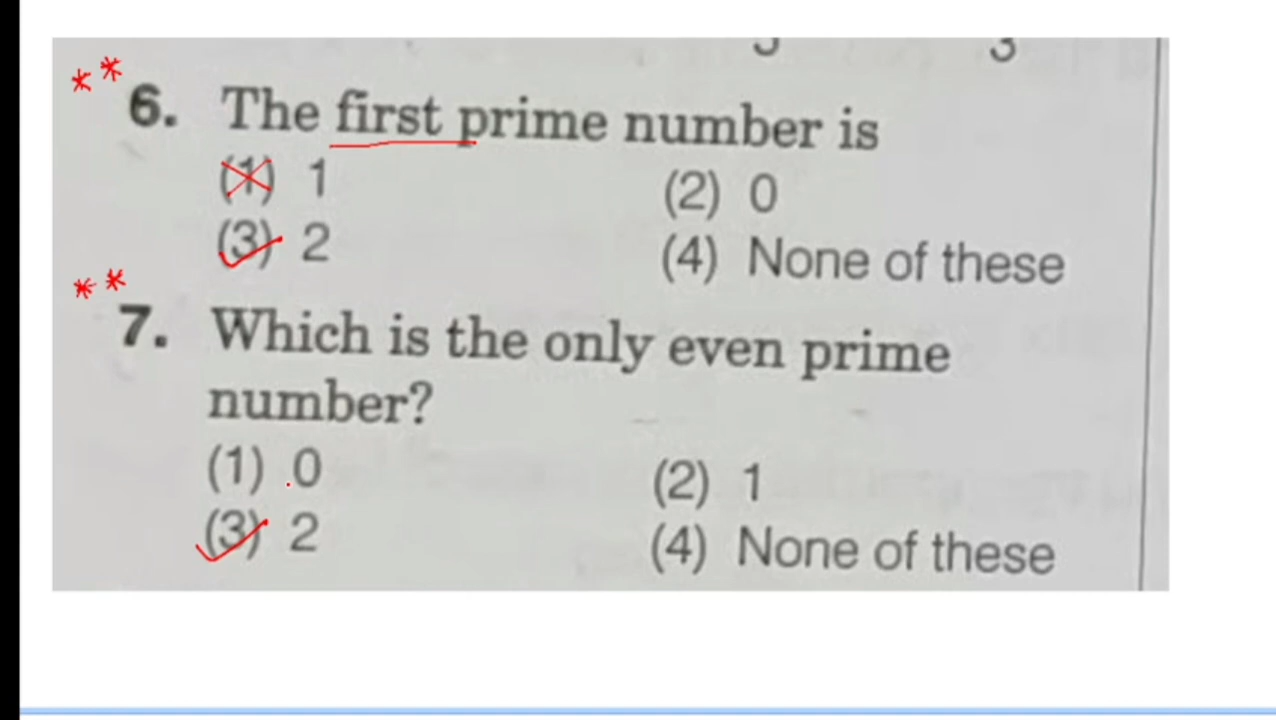 **
6. The first prime number is
(1) 1 (2) 0
(3) 2 (4) None of these
**
7. Which is the only even prime
number?
(1) 0 (2) 1
(3) 2 (4) None of these